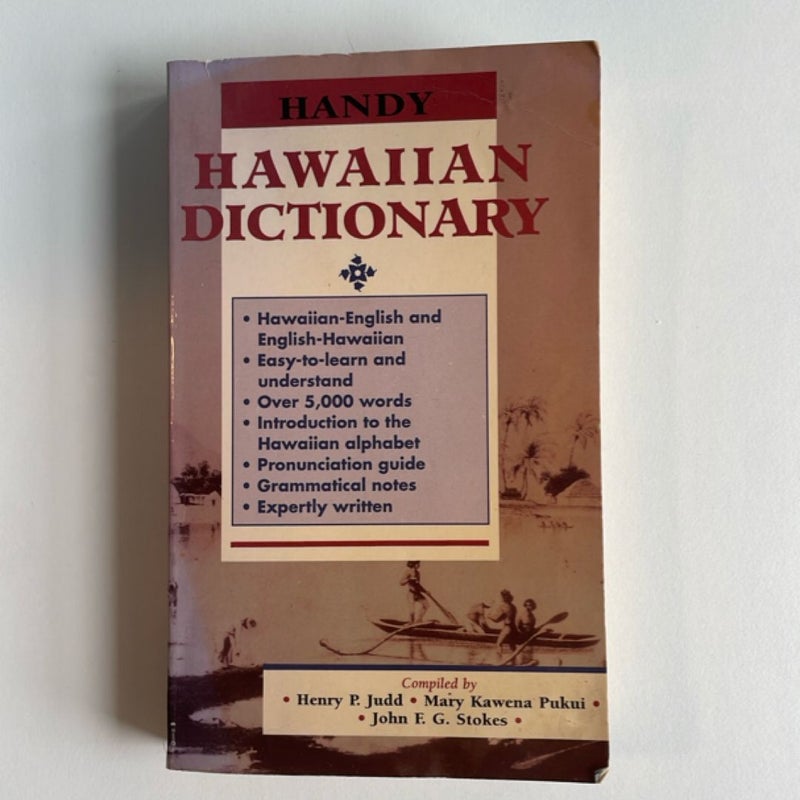 HANDY
HAWAIIAN
DICTIONARY
• Hawaiian-English and
English-Hawaiian
• Easy-to-learn and
understand
• Over 5,000 words
• Introduction to the
Hawaiian alphabet
• Pronunciation guide
• Grammatical notes
• Expertly written
Compiled by
• Henry P. Judd • Mary Kawena Pukui •
• John F. G. Stokes •